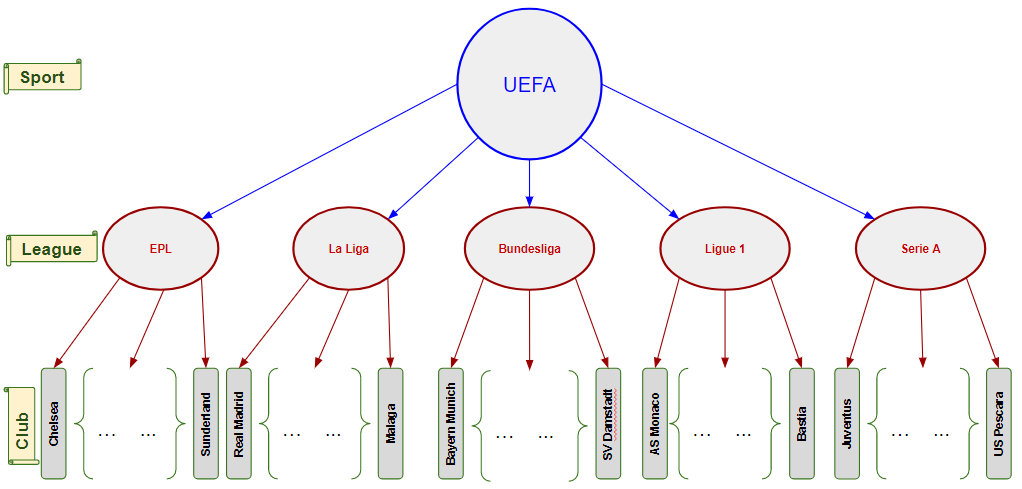 UEFA
Sport
League
EPL
La Liga
Bundesliga
Ligue 1
Serie A
Club
Chelsea
... ...
Sunderland
Real Madrid
... ...
Malaga
Bayern Munich
... ...
SV Damstadt
AS Monaco
... ...
Bastia
Juventus
... ...
US Pescara